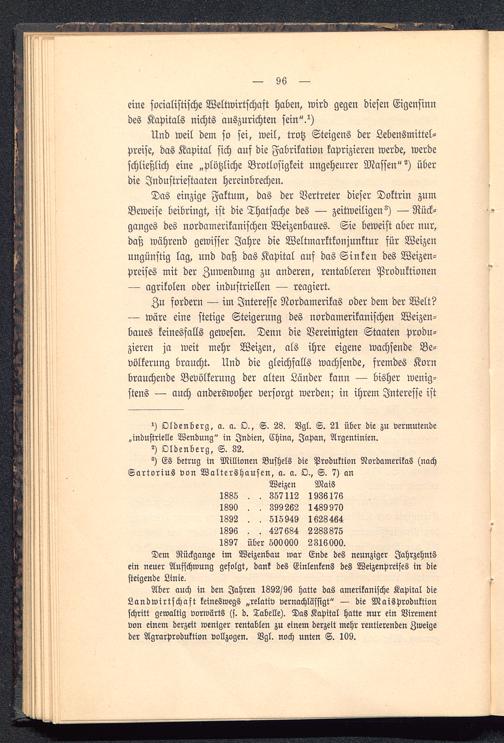 — 96 —
eine socialistische Weltwirtschaft haben, wird gegen diesen Eigensinn
des Kapitals nichts auszurichten sein“.¹)
Und weil dem so sei, weil, trotz Steigens der Lebensmittel-
preise, das Kapital sich auf die Fabrikation kaprizieren werde, werde
schließlich eine „plötzliche Brotlosigkeit ungeheurer Massen“²) über
die Industriestaaten hereinbrechen.
Das einzige Faktum, das der Vertreter dieser Doktrin zum
Beweise beibringt, ist die Thatsache des — zeitweiligen³) — Rück-
ganges des nordamerikanischen Weizenbaues. Sie beweist aber nur,
daß während gewisser Jahre die Weltmarktkonjunktur für Weizen
ungünstig lag, und daß das Kapital auf das Sinken des Weizen-
preises mit der Zuwendung zu anderen, rentableren Produktionen
— agrikolen oder industriellen — reagiert.
Zu fordern — im Interesse Nordamerikas oder dem der Welt?
— wäre eine stetige Steigerung des nordamerikanischen Weizen-
baues keinesfalls gewesen. Denn die Vereinigten Staaten produ-
zieren ja weit mehr Weizen, als ihre eigene wachsende Be-
völkerung braucht. Und die gleichfalls wachsende, fremdes Korn
brauchende Bevölkerung der alten Länder kann — bisher wenig-
stens — auch anderswoher versorgt werden; in ihrem Interesse ist
¹) Oldenberg, a. a. O., S. 28. Vgl. S. 21 über die zu vermutende
„industrielle Wendung“ in Indien, China, Japan, Argentinien.
²) Oldenberg, S. 32.
³) Es betrug in Millionen Bushels die Produktion Nordamerikas (nach
Sartorius von Waltershausen, a. a. O., S. 7) an
Weizen Mais
1885 . . 357112 1936176
1890 . . 399262 1489970
1892 . . 515949 1628464
1896 . . 427684 2283875
1897 über 500000 2316000.
Dem Rückgange im Weizenbau war Ende des neunziger Jahrzehnts
ein neuer Aufschwung gefolgt, dank des Einlenkens des Weizenpreises in die
steigende Linie.
Aber auch in den Jahren 1892/96 hatte das amerikanische Kapital die
Landwirtschaft keineswegs „relativ vernachlässigt“ — die Maisproduktion
schritt gewaltig vorwärts (s. d. Tabelle). Das Kapital hatte nur ein Virement
von einem derzeit weniger rentablen zu einem derzeit mehr rentierenden Zweige
der Agrarproduktion vollzogen. Vgl. noch unten S. 109.